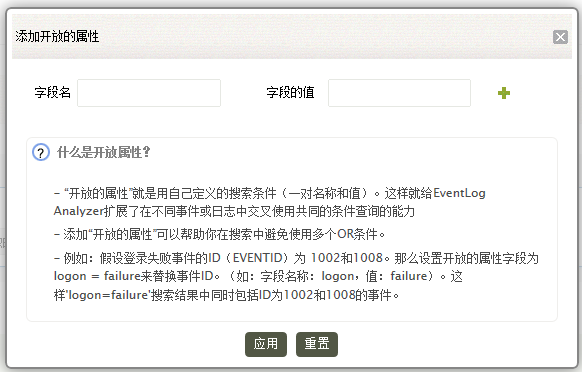 添加开放的属性
字段名 字段的值
什么是开放属性?
- “开放的属性”就是用自己定义的搜索条件（一对名称和值）。这样就给EventLog
Analyzer扩展了在不同事件或日志中交叉使用共同的条件查询的能力
- 添加“开放的属性”可以帮助你在搜索中避免使用多个OR条件。
- 例如：假设登录失败事件的ID（EVENTID）为 1002和1008。那么设置开放的属性字段为
logon = failure来替换事件ID。（如：字段名称：logon，值：failure）。这
样'logon=failure'搜索结果中同时包括ID为1002和1008的事件。
应用 重置